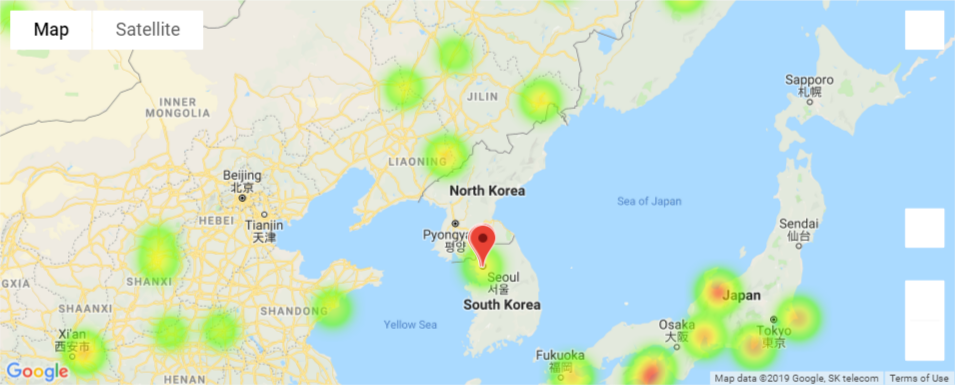 Map
Satellite
Sapporo
札幌
INNER
MONGOLIA
JILIN
LIAONING
Beijing
北京
North Korea
Sea of Japan
HEBEI
Tianjin
天津
Pyongya
평양
Sendai
仙台
GXIA
SHANXI
Seoul
서울
South Korea
Japan
SHAANXI
SHANDONG
Yellow Sea
Osaka
大阪
Tokyo
東京
Xi'an
西安市
Fukuoka
福岡
HENAN
Google
Map data ©2019 Google, SK telecom
Terms of Use